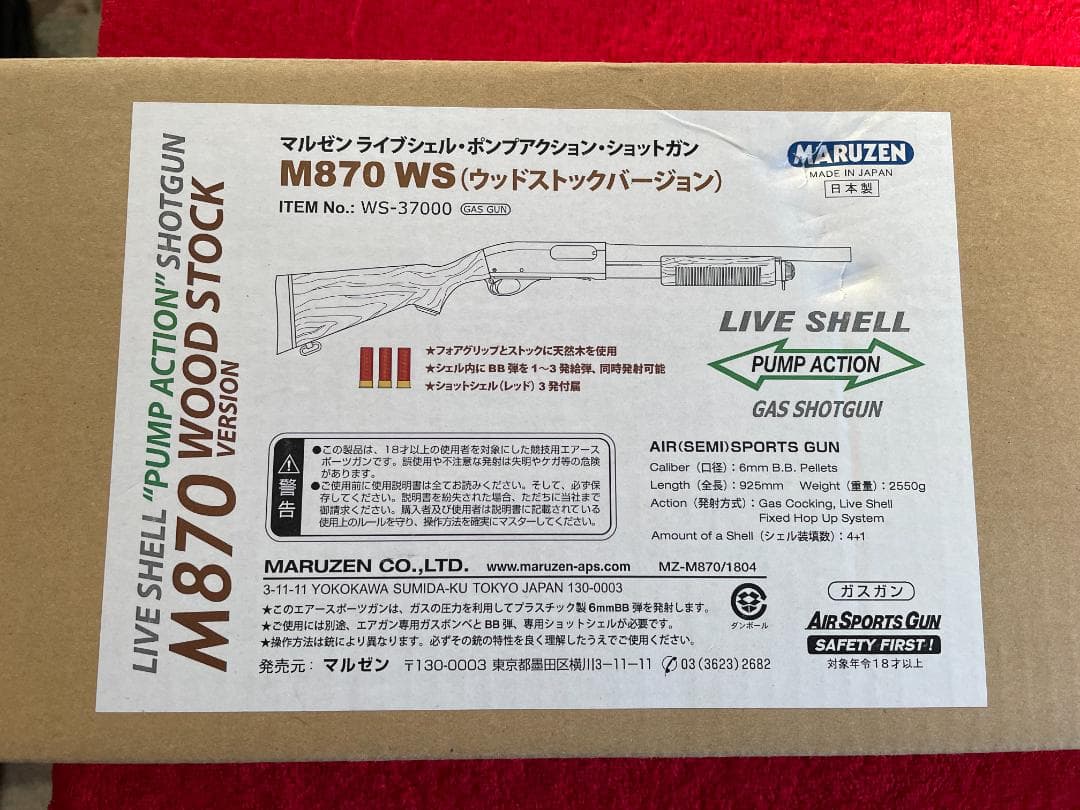 LIVE SHELL "PUMP ACTION" SHOTGUN
M870 WOOD STOCK
VERSION
マルゼン ライブシェル・ポンプアクション・ショットガン
M870 WS(ウッドストックバージョン)
ITEM No.: WS-37000 GAS GUN
MARUZEN
MADE IN JAPAN
日本製
LIVE SHELL
PUMP ACTION
GAS SHOTGUN
★フォアグリップとストックに天然木を使用
★シェル内にBB弾を1〜3発給弾、同時発射可能
★ショットシェル(レッド)3発付属
警告
●この製品は、18才以上の使用者を対象にした競技用エアース
ポーツガンです。誤使用や不注意な発射は失明やケガ等の危険
があります。
●ご使用前に使用説明書は全てお読みください。そして、必ず保
存してください。説明書を紛失された場合、ただちに当社まで
御請求ください。購入者及び使用者は説明書に記載されている
使用上のルールを守り、操作方法を確実にマスターしてください。
AIR(SEMI)SPORTS GUN
Caliber(口径):6mm B.B. Pellets
Length(全長):925mm Weight(重量):2550g
Action(発射方式):Gas Cocking, Live Shell
Fixed Hop Up System
Amount of a Shell(シェル装填数):4+1
MARUZEN CO.,LTD. www.maruzen-aps.com MZ-M870/1804
3-11-11 YOKOKAWA SUMIDA-KU TOKYO JAPAN 130-0003
★このエアースポーツガンは、ガスの圧力を利用してプラスチック製6mmBB弾を発射します。
★ご使用には別途、エアガン専用ガスボンベとBB弾、専用ショットシェルが必要です。
★操作方法は銃により異なります。必ずその銃の特性を良く理解したうえでご使用ください。
発売元:マルゼン 〒130-0003 東京都墨田区横川3-11-11 ✆03(3623)2682
ダンボール
ガスガン
AIR SPORTS GUN
SAFETY FIRST!
対象年令18才以上